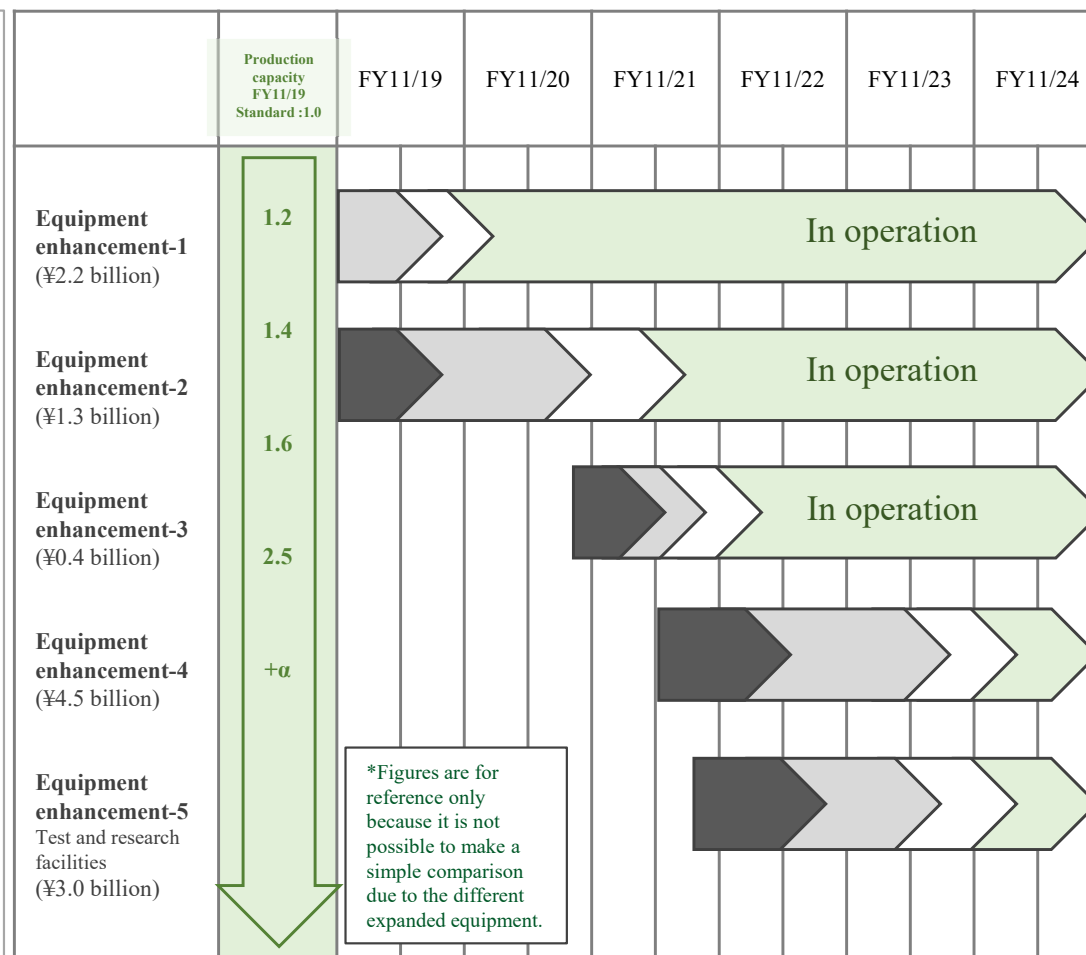 Production
capacity
FY11/19
Standard :1.0
FY11/19
FY11/20
FY11/21
FY11/22
FY11/23
FY11/24
Equipment
enhancement-1
(¥2.2 billion)
1.2
In operation
1.4
Equipment
enhancement-2
(¥1.3 billion)
In operation
1.6
Equipment
enhancement-3
(¥0.4 billion)
In operation
2.5
Equipment
enhancement-4
(¥4.5 billion)
+α
Equipment
enhancement-5
Test and research
facilities
(¥3.0 billion)
*Figures are for
reference only
because it is not
possible to make a
simple comparison
due to the different
expanded equipment.